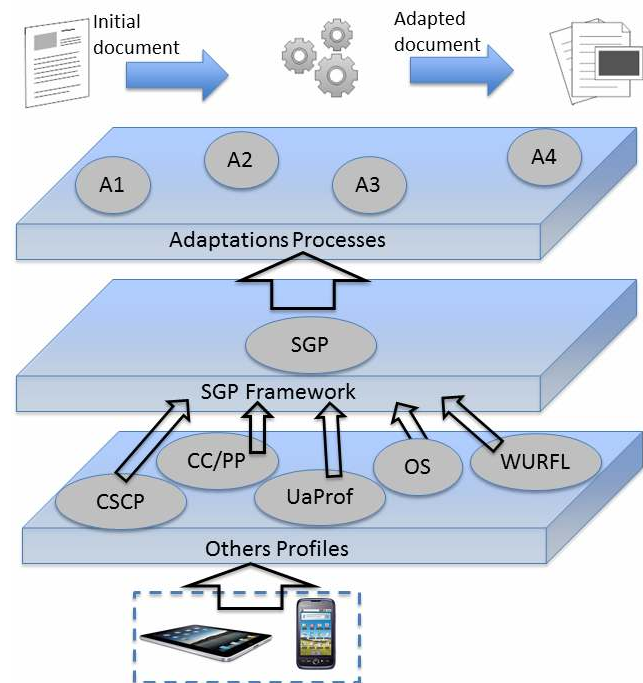 Initial
document
Adapted
document
A1
A2
A3
A4
Adaptations Processes
SGP
SGP Framework
CSCP
CC/PP
UaProf
OS
WURFL
Others Profiles